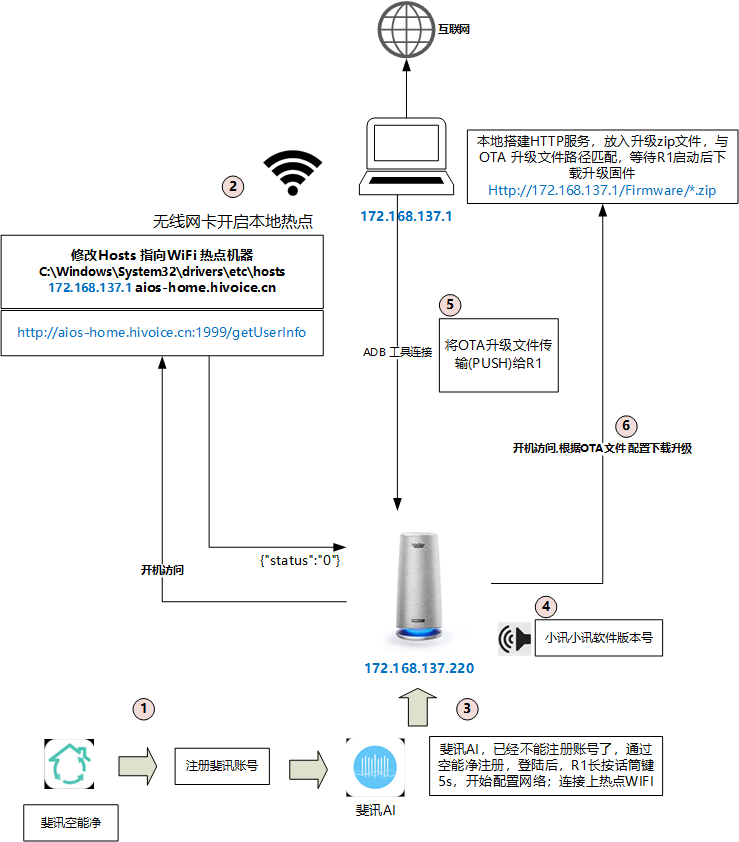 互联网
本地搭建HTTP服务，放入升级zip文件，与
OTA 升级文件路径匹配，等待R1启动后下
载升级固件
Http://172.168.137.1/Firmware/*.zip
2
172.168.137.1
无线网卡开启本地热点
修改Hosts 指向WiFi 热点机器
C:\Windows\System32\drivers\etc\hosts
172.168.137.1 aios-home.hivoice.cn
http://aios-home.hivoice.cn:1999/getUserInfo
5
ADB 工具连接
将OTA升级文件传
输(PUSH)给R1
6
开机访问,根据OTA文件 配置下载升级
{"status":"0"}
开机访问
4
小讯小讯软件版本号
172.168.137.220
1
3
注册斐讯账号
斐讯AI，已经不能注册账号了，通过
空能净注册，登陆后，R1长按话筒键
5s，开始配置网络；连接上热点WIFI
斐讯空能净
斐讯AI